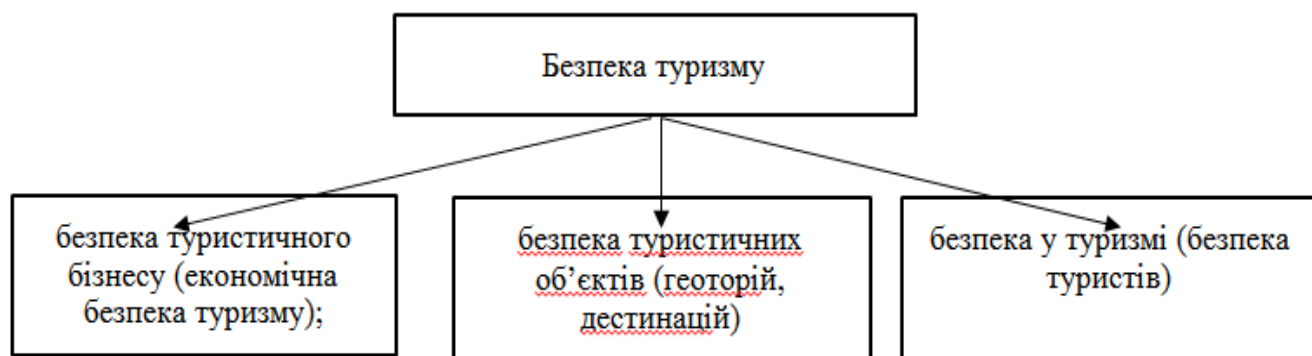 Безпека туризму
безпека туристичного
бізнесу (економічна
безпека туризму);
безпека туристичних
об’єктів (геоторій,
дестинацій)
безпека у туризмі (безпека
туристів)